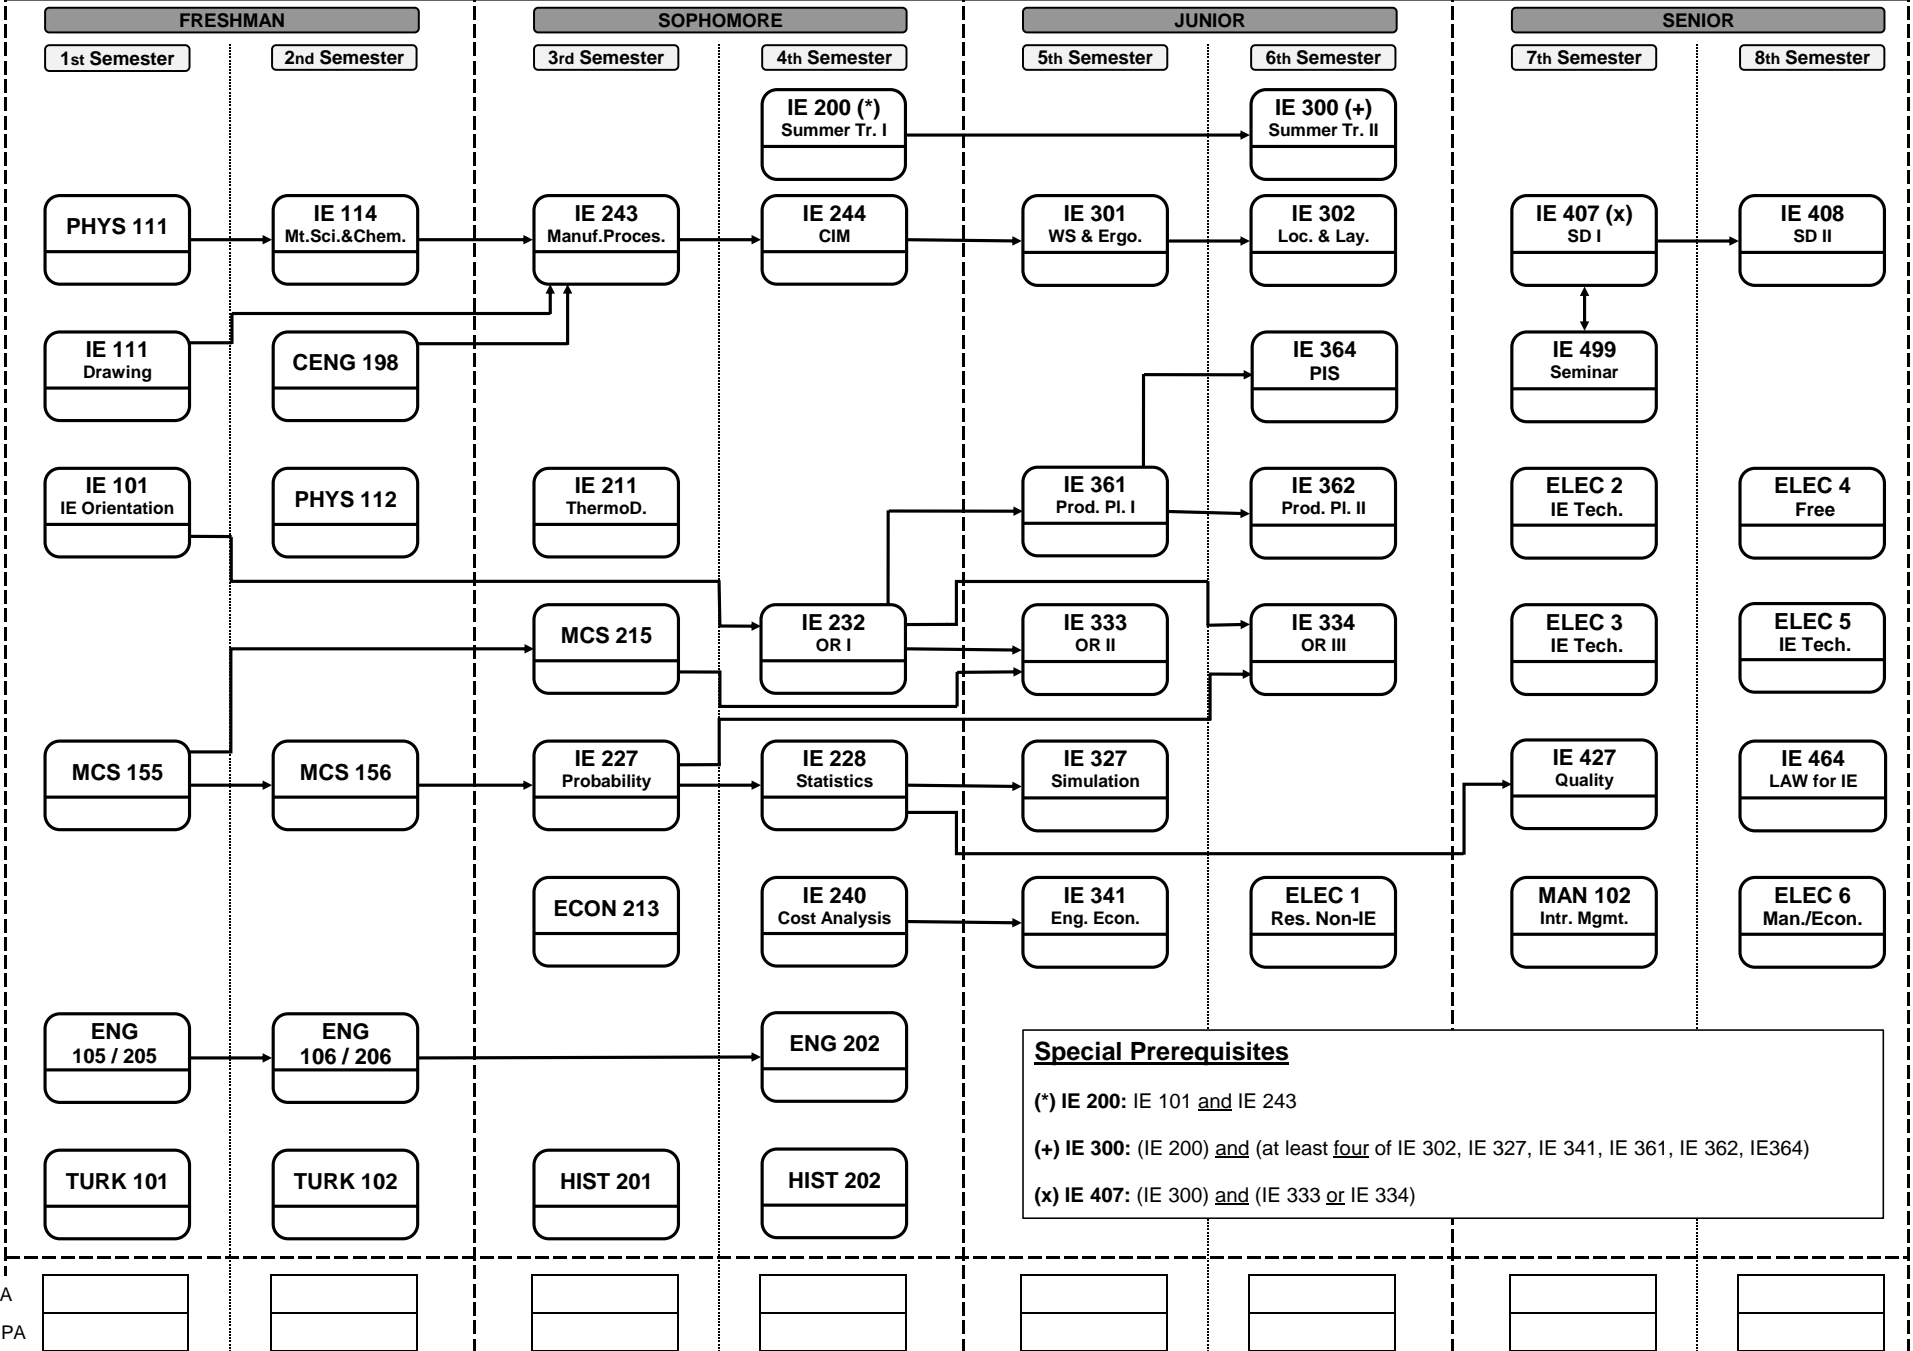 FRESHMAN SOPHOMORE JUNIOR SENIOR
1st Semester 2nd Semester 3rd Semester 4th Semester 5th Semester 6th Semester 7th Semester 8th Semester
IE 200 (*) IE 300 (+)
Summer Tr. I Summer Tr. II
PHYS 111 IE 114 IE 243 IE 244 IE 301 IE 302 IE 407 (x) IE 408
Mt.Sci.&Chem. Manuf.Proces. CIM WS & Ergo. Loc. & Lay. SD I SD II
IE 111 CENG 198 IE 364 IE 499
Drawing PIS Seminar
IE 101 PHYS 112 IE 211 IE 361 IE 362 ELEC 2 ELEC 4
IE Orientation ThermoD. Prod. Pl. I Prod. Pl. II IE Tech. Free
MCS 215 IE 232 IE 333 IE 334 ELEC 3 ELEC 5
OR I OR II OR III IE Tech. IE Tech.
MCS 155 MCS 156 IE 227 IE 228 IE 327 IE 427 IE 464
Probability Statistics Simulation Quality LAW for IE
ECON 213 IE 240 IE 341 ELEC 1 MAN 102 ELEC 6
Cost Analysis Eng. Econ. Res. Non-IE Intr. Mgmt. Man./Econ.
ENG ENG ENG 202
105 / 205 106 / 206
TURK 101 TURK 102 HIST 201 HIST 202
Special Prerequisites
(*) IE 200: IE 101 and IE 243
(+) IE 300: (IE 200) and (at least four of IE 302, IE 327, IE 341, IE 361, IE 362, IE364)
(x) IE 407: (IE 300) and (IE 333 or IE 334)
A
PA